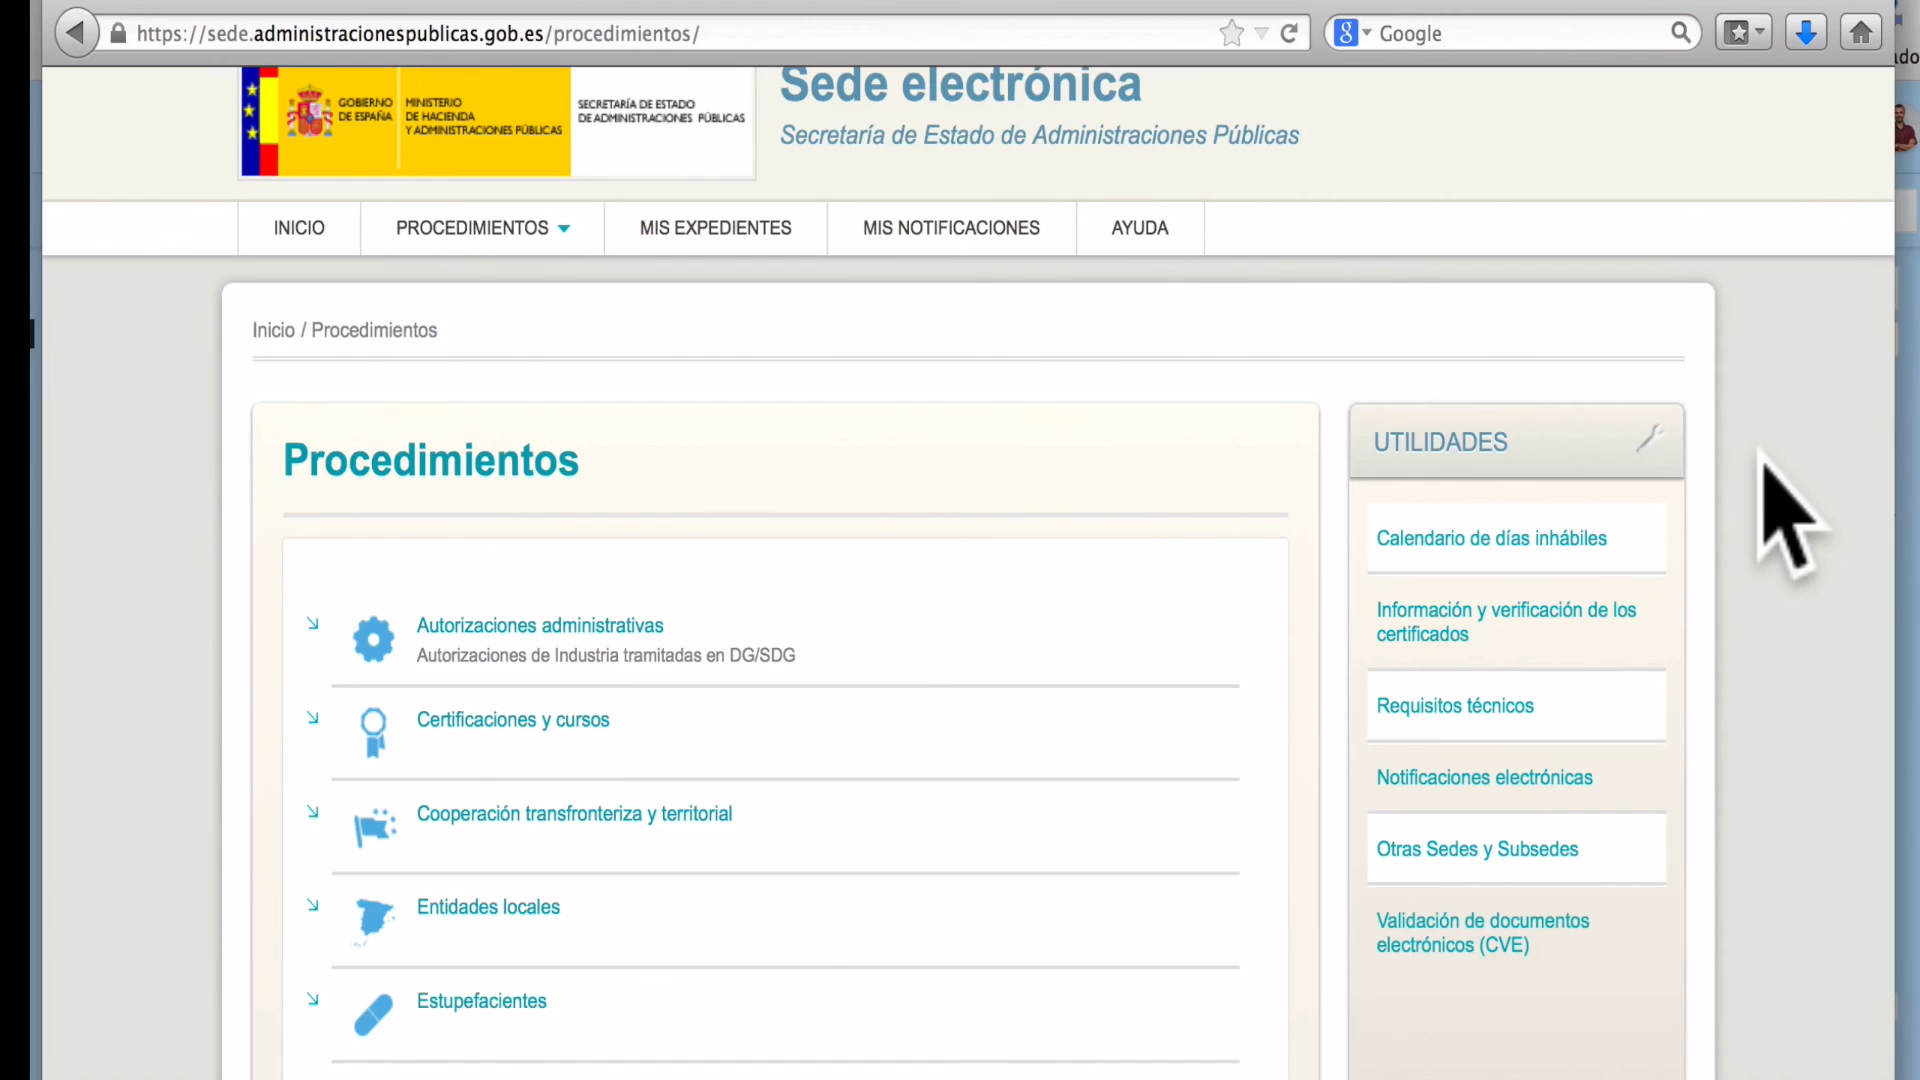 https://sede.administracionespublicas.gob.es/procedimientos/
Google
ado
GOBIERNO
DE ESPAÑA
MINISTERIO
DE HACIENDA
Y ADMINISTRACIONES PÚBLICAS
SECRETARÍA DE ESTADO
DE ADMINISTRACIONES PÚBLICAS
Sede electrónica
Secretaría de Estado de Administraciones Públicas
INICIO
PROCEDIMIENTOS
MIS EXPEDIENTES
MIS NOTIFICACIONES
AYUDA
Inicio / Procedimientos
Procedimientos
Autorizaciones administrativas
Autorizaciones de Industria tramitadas en DG/SDG
Certificaciones y cursos
Cooperación transfronteriza y territorial
Entidades locales
Estupefacientes
UTILIDADES
Calendario de días inhábiles
Información y verificación de los
certificados
Requisitos técnicos
Notificaciones electrónicas
Otras Sedes y Subsedes
Validación de documentos
electrónicos (CVE)